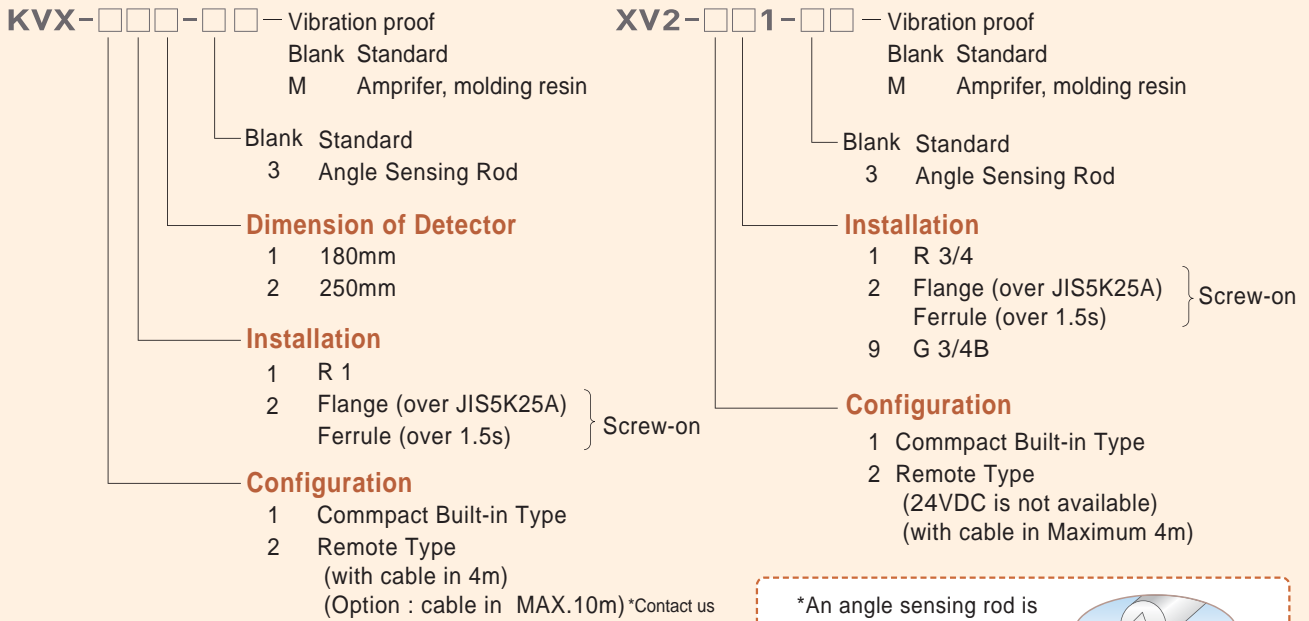 KVX-□□□-□□ Vibration proof
Blank Standard
M Amprifer, molding resin
Blank Standard
3 Angle Sensing Rod
Dimension of Detector
1 180mm
2 250mm
Installation
1 R 1
2 Flange (over JIS5K25A)
Ferrule (over 1.5s)
Screw-on
Configuration
1 Commpact Built-in Type
2 Remote Type
(with cable in 4m)
(Option : cable in MAX.10m) *Contact us
XV2-□□1-□□ Vibration proof
Blank Standard
M Amprifer, molding resin
Blank Standard
3 Angle Sensing Rod
Installation
1 R 3/4
2 Flange (over JIS5K25A)
Ferrule (over 1.5s)
Screw-on
9 G 3/4B
Configuration
1 Commpact Built-in Type
2 Remote Type
(24VDC is not available)
(with cable in Maximum 4m)
*An angle sensing rod is